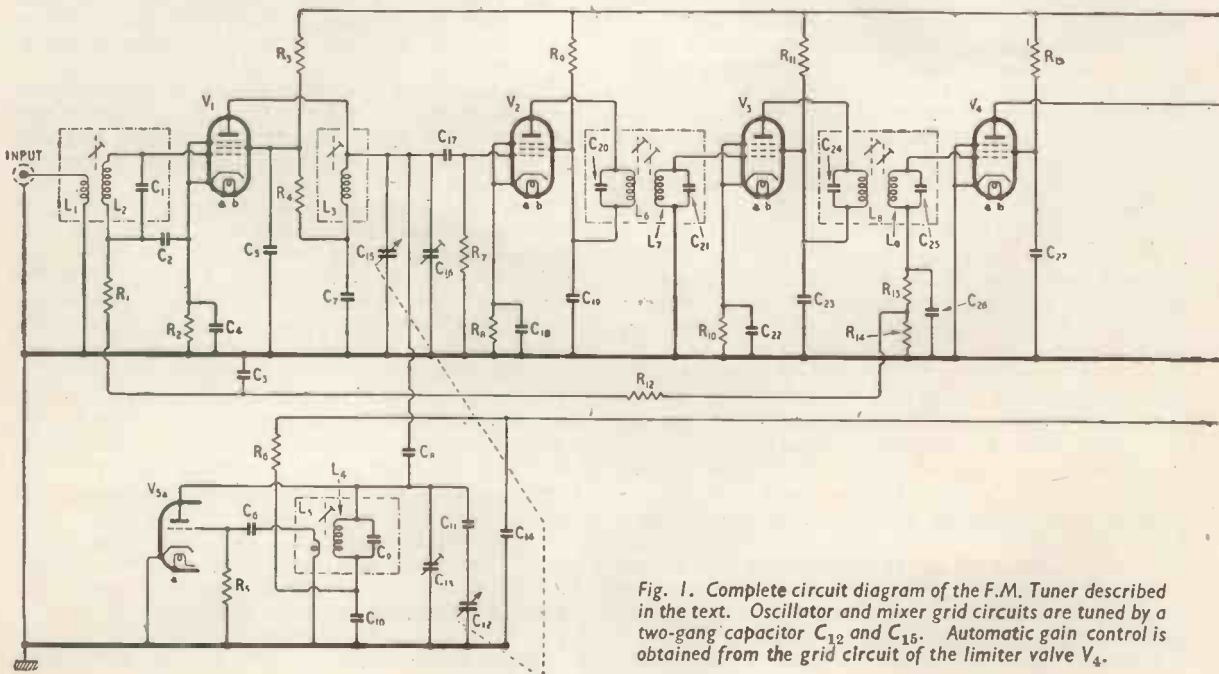 R3
R9
R11
R15
V1
V2
V3
V4
INPUT
L1
L2
C1
C2
a b
R4
L3
C17
C20
L6
L7
C21
a b
C24
L8
L9
C25
a b
a b
R1
C5
C15
C16
R7
C27
R2
C4
C7
R8
C18
C19
R10
C22
C23
R13
R14
C26
C3
R12
R6
C8
L4
V5a
C6
L5
C9
C11
C14
a
R5
C13
C10
C12
Fig. 1. Complete circuit diagram of the F.M. Tuner described
in the text. Oscillator and mixer grid circuits are tuned by a
two-gang capacitor C12 and C15. Automatic gain control is
obtained from the grid circuit of the limiter valve V4.